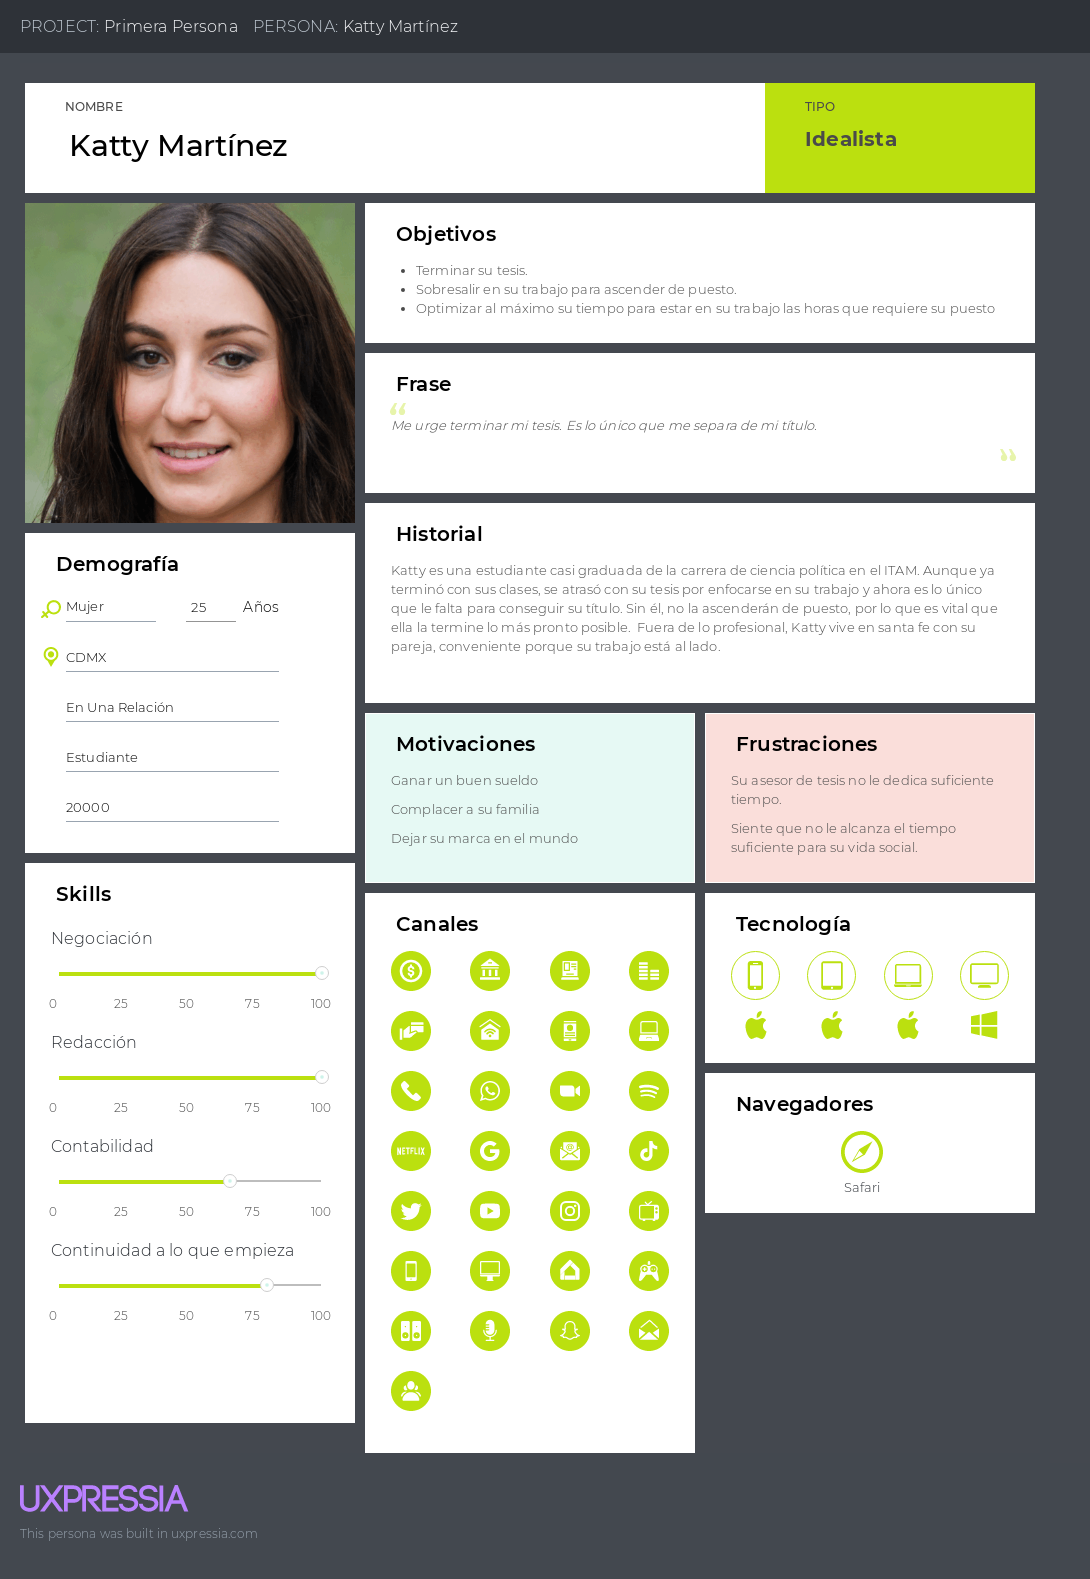 PROJECT: Primera Persona PERSONA: Katty Martínez
NOMBRE
Katty Martínez
TIPO
Idealista
Objetivos
• Terminar su tesis.
• Sobresalir en su trabajo para ascender de puesto.
• Optimizar al máximo su tiempo para estar en su trabajo las horas que requiere su puesto
Frase
“
Me urge terminar mi tesis. Es lo único que me separa de mi título.
”
Historial
Katty es una estudiante casi graduada de la carrera de ciencia política en el ITAM. Aunque ya
terminó con sus clases, se atrasó con su tesis por enfocarse en su trabajo y ahora es lo único
que le falta para conseguir su título. Sin él, no la ascenderán de puesto, por lo que es vital que
ella la termine lo más pronto posible. Fuera de lo profesional, Katty vive en santa fe con su
pareja, conveniente porque su trabajo está al lado.
Demografía
Mujer 25 Años
CDMX
En Una Relación
Estudiante
20000
Motivaciones
Ganar un buen sueldo
Complacer a su familia
Dejar su marca en el mundo
Frustraciones
Su asesor de tesis no le dedica suficiente
tiempo.
Siente que no le alcanza el tiempo
suficiente para su vida social.
Skills
Negociación
0 25 50 75 100
Redacción
0 25 50 75 100
Contabilidad
0 25 50 75 100
Continuidad a lo que empieza
0 25 50 75 100
Canales
NETFLIX
Tecnología
Navegadores
Safari
UXPRESSIA
This persona was built in uxpressia.com